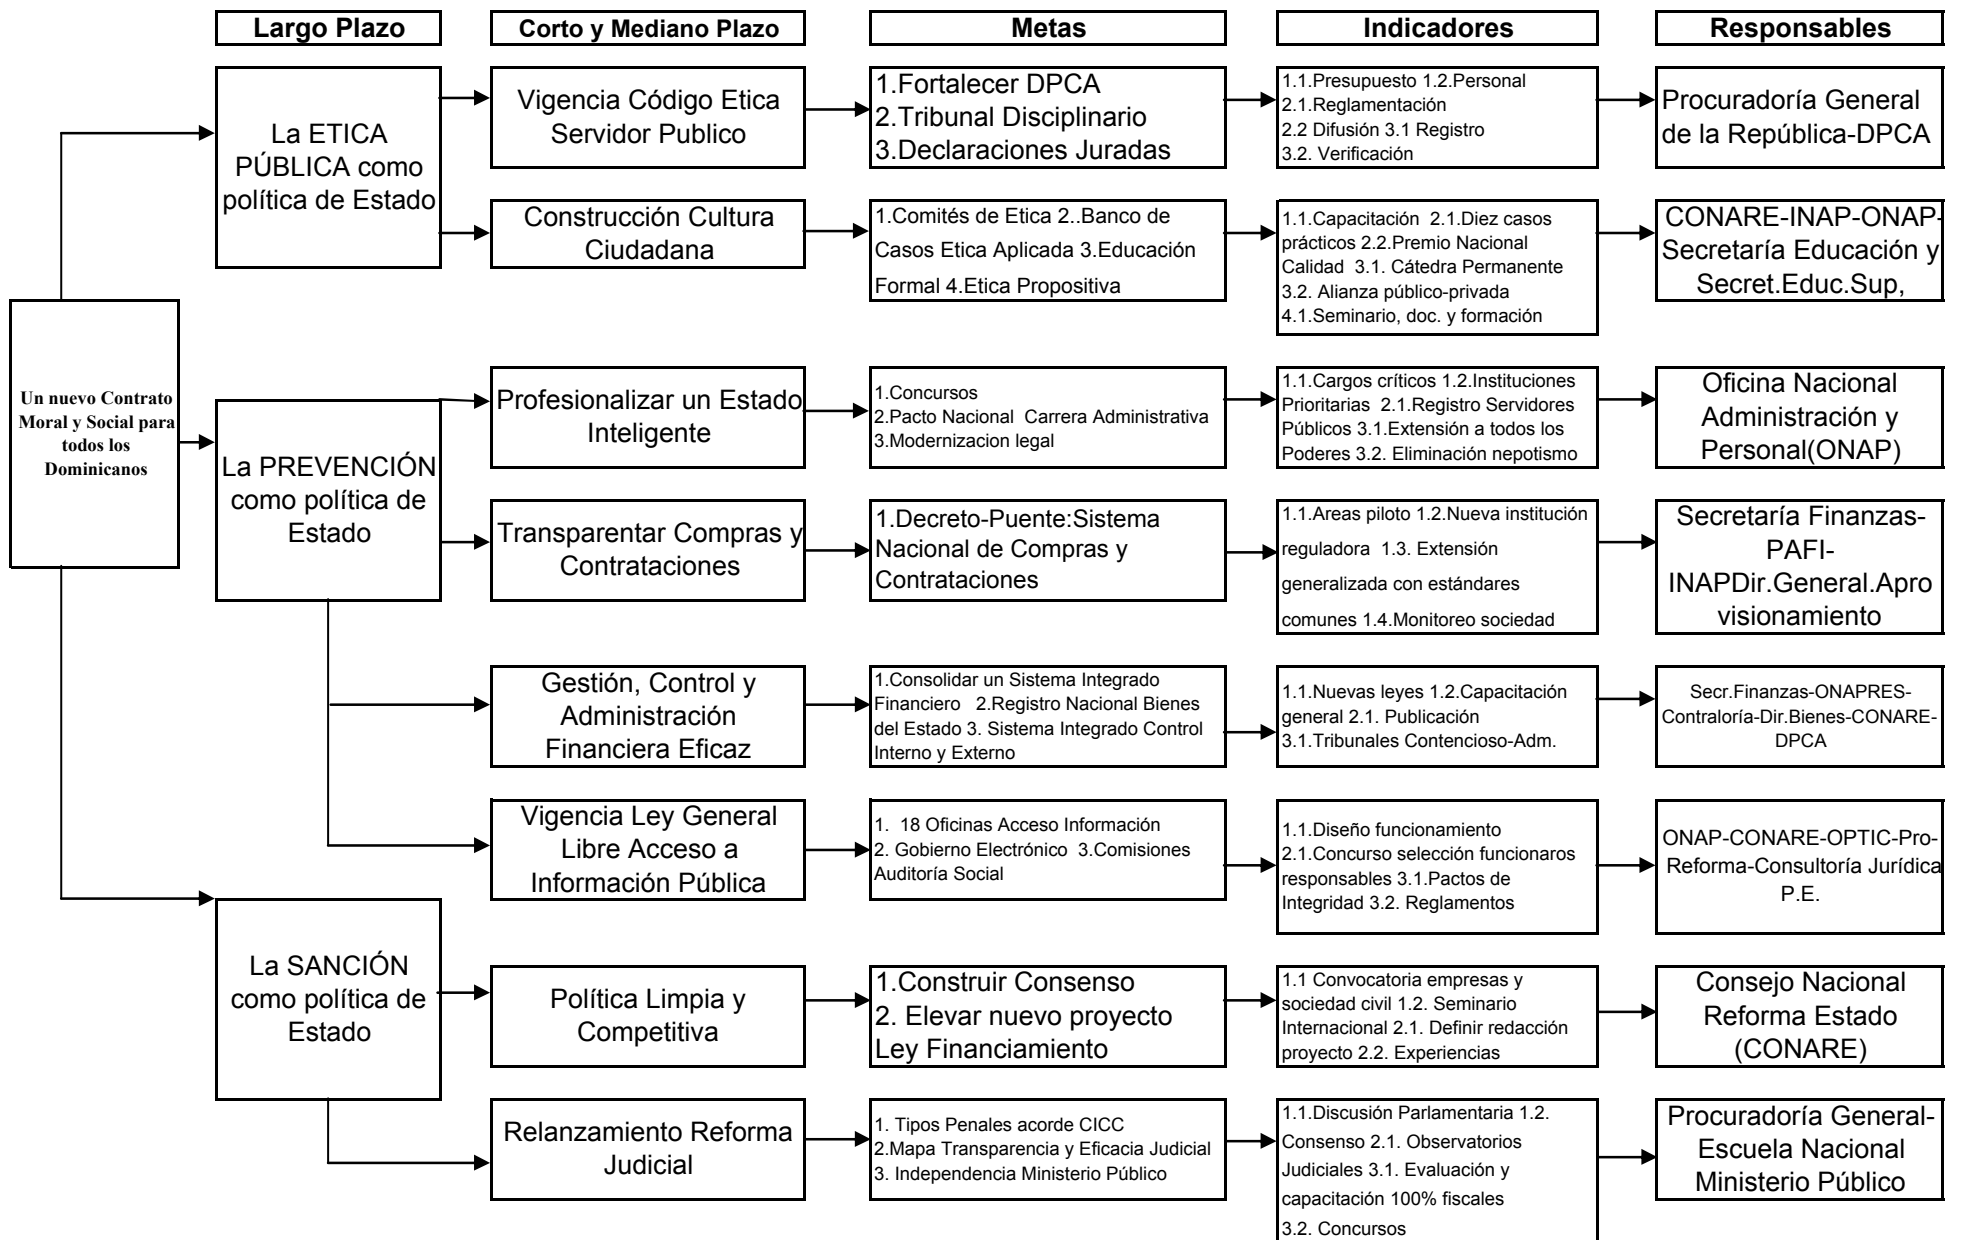 Largo Plazo
Corto y Mediano Plazo
Metas
Indicadores
Responsables
Un nuevo Contrato
Moral y Social para
todos los
Dominicanos
La ETICA
PÚBLICA como
política de Estado
Vigencia Código Etica
Servidor Publico
1.Fortalecer DPCA
2.Tribunal Disciplinario
3.Declaraciones Juradas
1.1.Presupuesto 1.2.Personal
2.1.Reglamentación
2.2 Difusión 3.1 Registro
3.2. Verificación
Procuradoría General
de la República-DPCA
Construcción Cultura
Ciudadana
1.Comités de Etica 2..Banco de
Casos Etica Aplicada 3.Educación
Formal 4.Etica Propositiva
1.1.Capacitación 2.1.Diez casos
prácticos 2.2.Premio Nacional
Calidad 3.1. Cátedra Permanente
3.2. Alianza público-privada
4.1.Seminario, doc. y formación
CONARE-INAP-ONAP-
Secretaría Educación y
Secret.Educ.Sup,
La PREVENCIÓN
como política de
Estado
Profesionalizar un Estado
Inteligente
1.Concursos
2.Pacto Nacional Carrera Administrativa
3.Modernizacion legal
1.1.Cargos críticos 1.2.Instituciones
Prioritarias 2.1.Registro Servidores
Públicos 3.1.Extensión a todos los
Poderes 3.2. Eliminación nepotismo
Oficina Nacional
Administración y
Personal(ONAP)
Transparentar Compras y
Contrataciones
1.Decreto-Puente:Sistema
Nacional de Compras y
Contrataciones
1.1.Areas piloto 1.2.Nueva institución
reguladora 1.3. Extensión
generalizada con estándares
comunes 1.4.Monitoreo sociedad
Secretaría Finanzas-
PAFI-
INAPDir.General.Apro
visionamiento
Gestión, Control y
Administración
Financiera Eficaz
1.Consolidar un Sistema Integrado
Financiero 2.Registro Nacional Bienes
del Estado 3. Sistema Integrado Control
Interno y Externo
1.1.Nuevas leyes 1.2.Capacitación
general 2.1. Publicación
3.1.Tribunales Contencioso-Adm.
Secr.Finanzas-ONAPRES-
Contraloría-Dir.Bienes-CONARE-
DPCA
Vigencia Ley General
Libre Acceso a
Información Pública
1. 18 Oficinas Acceso Información
2. Gobierno Electrónico 3.Comisiones
Auditoría Social
1.1.Diseño funcionamiento
2.1.Concurso selección funcionaros
responsables 3.1.Pactos de
Integridad 3.2. Reglamentos
ONAP-CONARE-OPTIC-Pro-
Reforma-Consultoría Jurídica
P.E.
La SANCIÓN
como política de
Estado
Política Limpia y
Competitiva
1.Construir Consenso
2. Elevar nuevo proyecto
Ley Financiamiento
1.1 Convocatoria empresas y
sociedad civil 1.2. Seminario
Internacional 2.1. Definir redacción
proyecto 2.2. Experiencias
Consejo Nacional
Reforma Estado
(CONARE)
Relanzamiento Reforma
Judicial
1. Tipos Penales acorde CICC
2.Mapa Transparencia y Eficacia Judicial
3. Independencia Ministerio Público
1.1.Discusión Parlamentaria 1.2.
Consenso 2.1. Observatorios
Judiciales 3.1. Evaluación y
capacitación 100% fiscales
3.2. Concursos
Procuradoría General-
Escuela Nacional
Ministerio Público